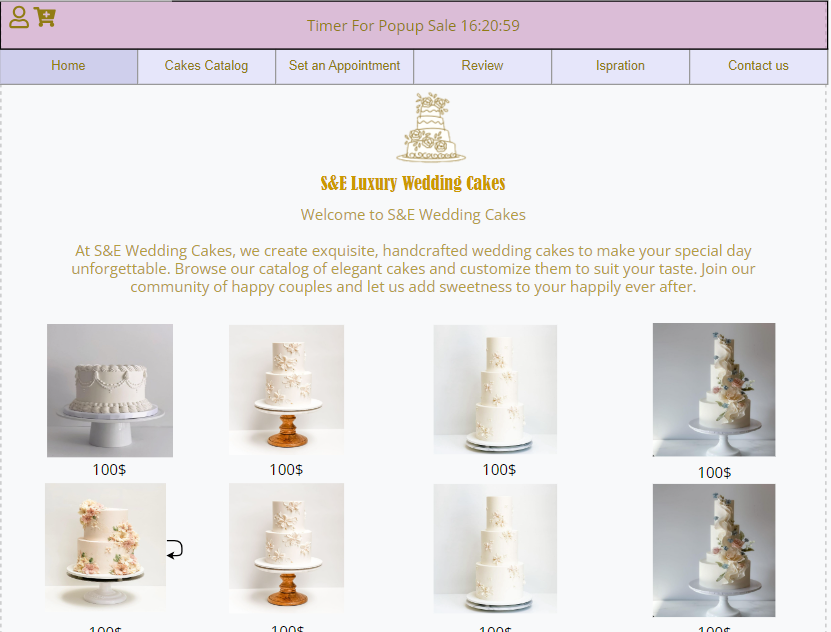 Timer For Popup Sale 16:20:59
Home Cakes Catalog Set an Appointment Review Ispration Contact us
S&E Luxury Wedding Cakes
Welcome to S&E Wedding Cakes
At S&E Wedding Cakes, we create exquisite, handcrafted wedding cakes to make your special day
unforgettable. Browse our catalog of elegant cakes and customize them to suit your taste. Join our
community of happy couples and let us add sweetness to your happily ever after.
100$ 100$ 100$ 100$
100$ 100$ 100$ 100$